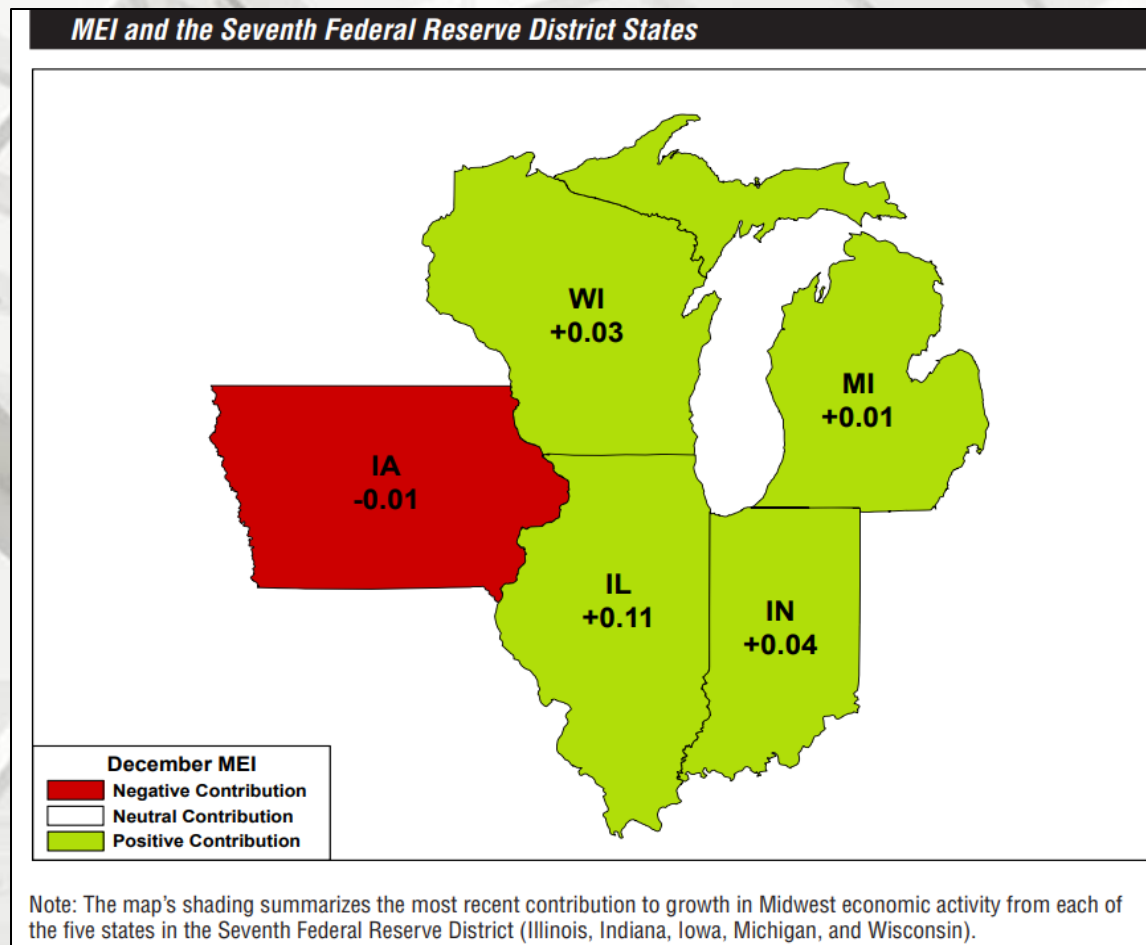 MEI and the Seventh Federal Reserve District States
WI
+0.03
MI
+0.01
IA
-0.01
IL
+0.11
IN
+0.04
December MEI
Negative Contribution
Neutral Contribution
Positive Contribution
Note: The map's shading summarizes the most recent contribution to growth in Midwest economic activity from each of
the five states in the Seventh Federal Reserve District (Illinois, Indiana, Iowa, Michigan, and Wisconsin).